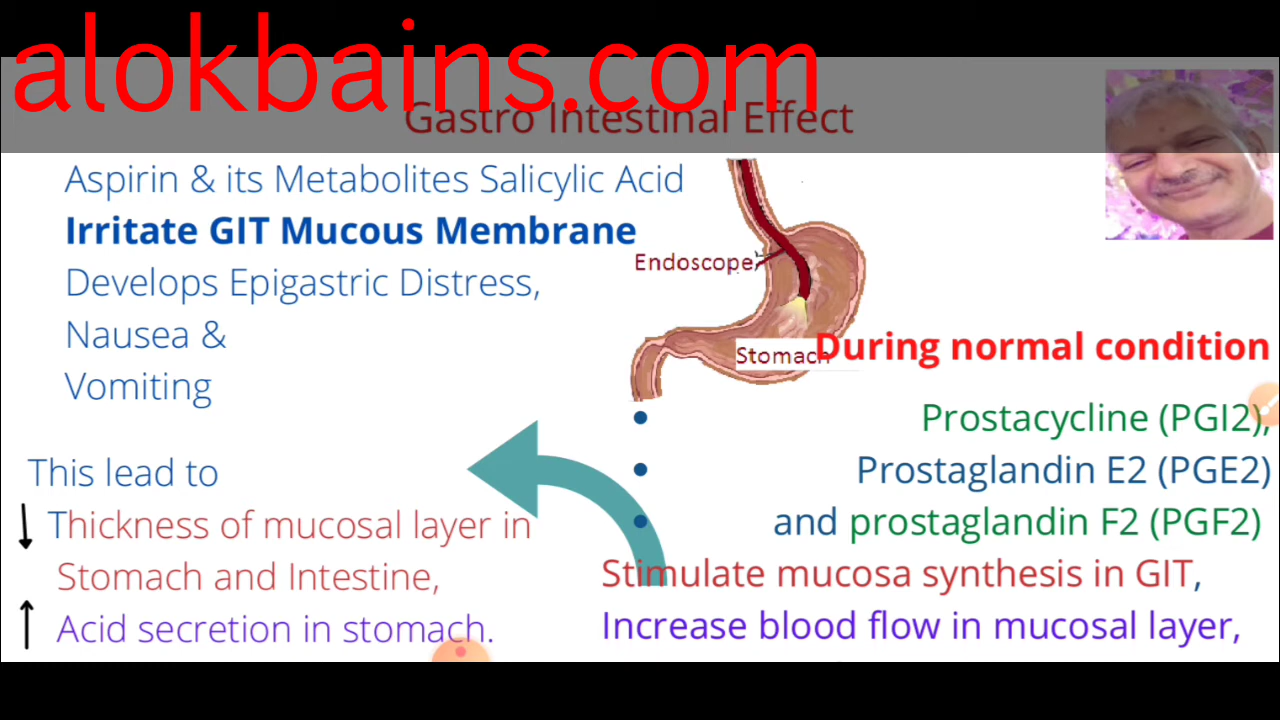 alokbains.com
Gastro Intestinal Effect
Aspirin & its Metabolites Salicylic Acid
Irritate GIT Mucous Membrane
Develops Epigastric Distress,
Nausea &
Vomiting
Endoscope
Stomach
During normal condition
Prostacycline (PGI2),
Prostaglandin E2 (PGE2)
and prostaglandin F2 (PGF2)
Stimulate mucosa synthesis in GIT,
Increase blood flow in mucosal layer,
This lead to
Thickness of mucosal layer in
Stomach and Intestine,
Acid secretion in stomach.